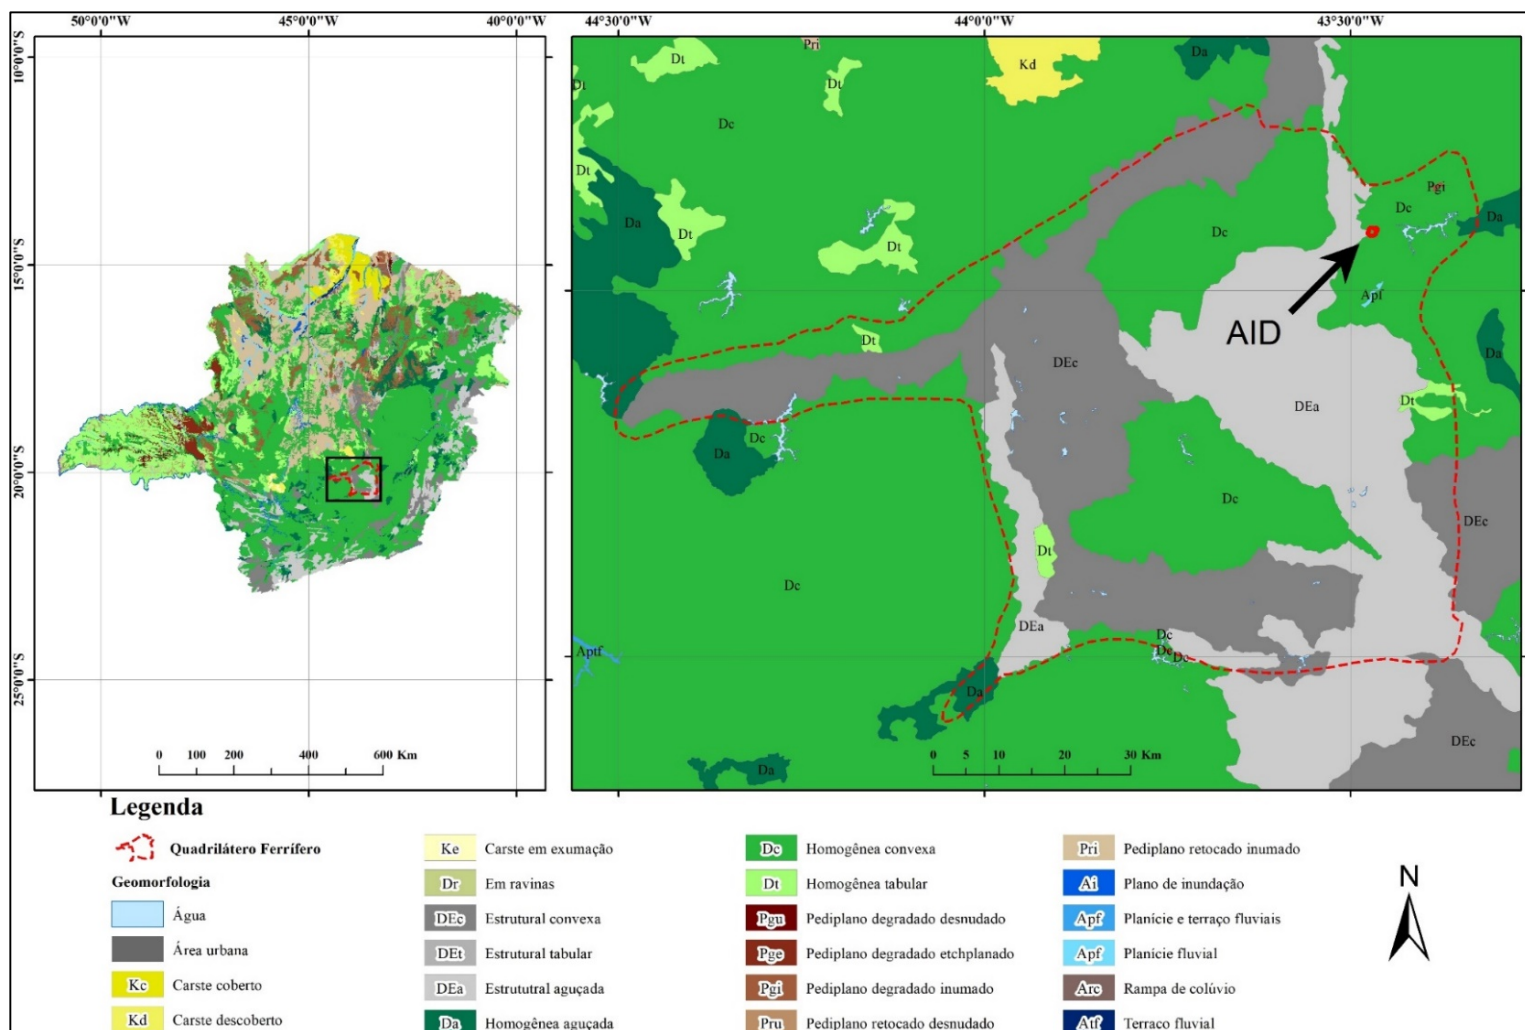 50°0'0"W 45°0'0"W 40°0'0"W 44°30'0"W 44°0'0"W 43°30'0"W
10°0'0"S
15°0'0"S
20°0'0"S
25°0'0"S
0 100 200 400 600 Km
Pri
Dt
Kd
Da
Dt
Dt
Dc
Dt
Pgi
Da
Dt
Dc
Dc
Da
Dt
Apf
AID
Dt
DEc
Da
DEa
Dt
Dc
Da
Dc
DEc
Dt
Dc
DEa
Dc
Dc
Dc
Aptf
Da
DEc
Da
0 5 10 20 30 Km
Legenda
Quadrilátero Ferrífero
Geomorfologia
Água
Área urbana
Kc Carste coberto
Kd Carste descoberto
Ke Carste em exumação
Dr Em ravinas
DEc Estrutural convexa
DEt Estrutural tabular
DEa Estrututral aguçada
Da Homogênea aguçada
Dc Homogênea convexa
Dt Homogênea tabular
Pgu Pediplano degradado desnudado
Pge Pediplano degradado etchplanado
Pgi Pediplano degradado inumado
Pru Pediplano retocado desnudado
Pri Pediplano retocado inumado
Ai Plano de inundação
Apf Planície e terraço fluviais
Apf Planície fluvial
Arc Rampa de colúvio
Atf Terraço fluvial
N